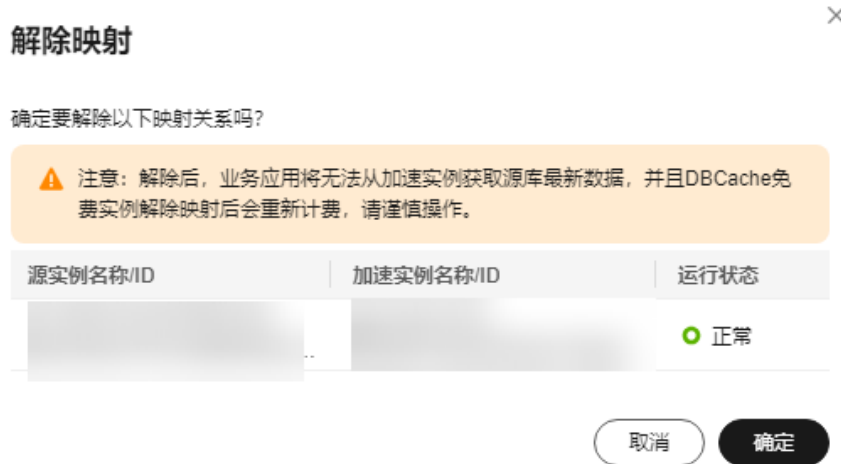 解除映射
确定要解除以下映射关系吗?
注意：解除后，业务应用将无法从加速实例获取源库最新数据，并且DBCache免
费实例解除映射后会重新计费，请谨慎操作。
源实例名称/ID 加速实例名称/ID 运行状态
.. 正常
取消 确定